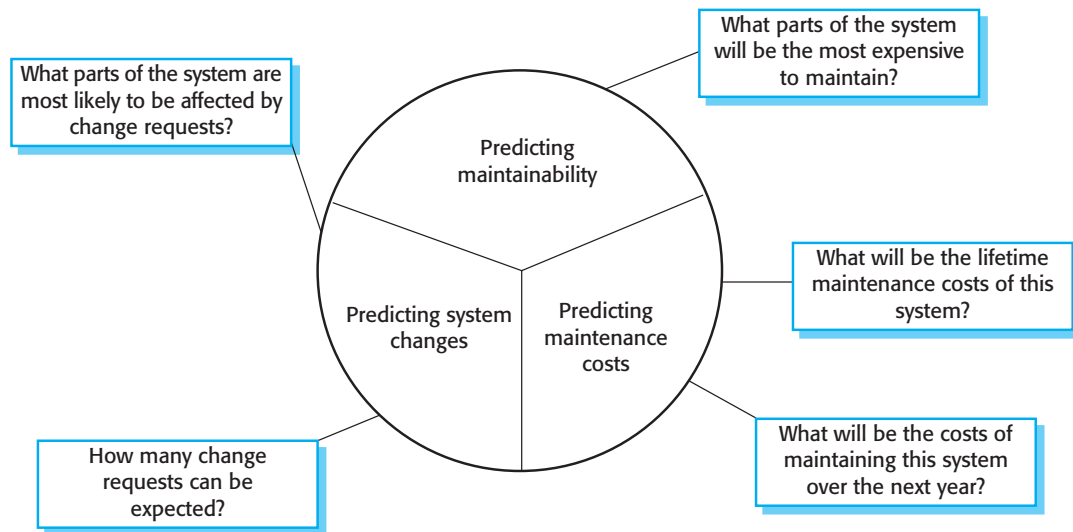 What parts of the system
will be the most expensive
to maintain?
What parts of the system are
most likely to be affected by
change requests?
Predicting
maintainability
What will be the lifetime
maintenance costs of this
system?
Predicting system
changes
Predicting
maintenance
costs
What will be the costs of
maintaining this system
over the next year?
How many change
requests can be
expected?